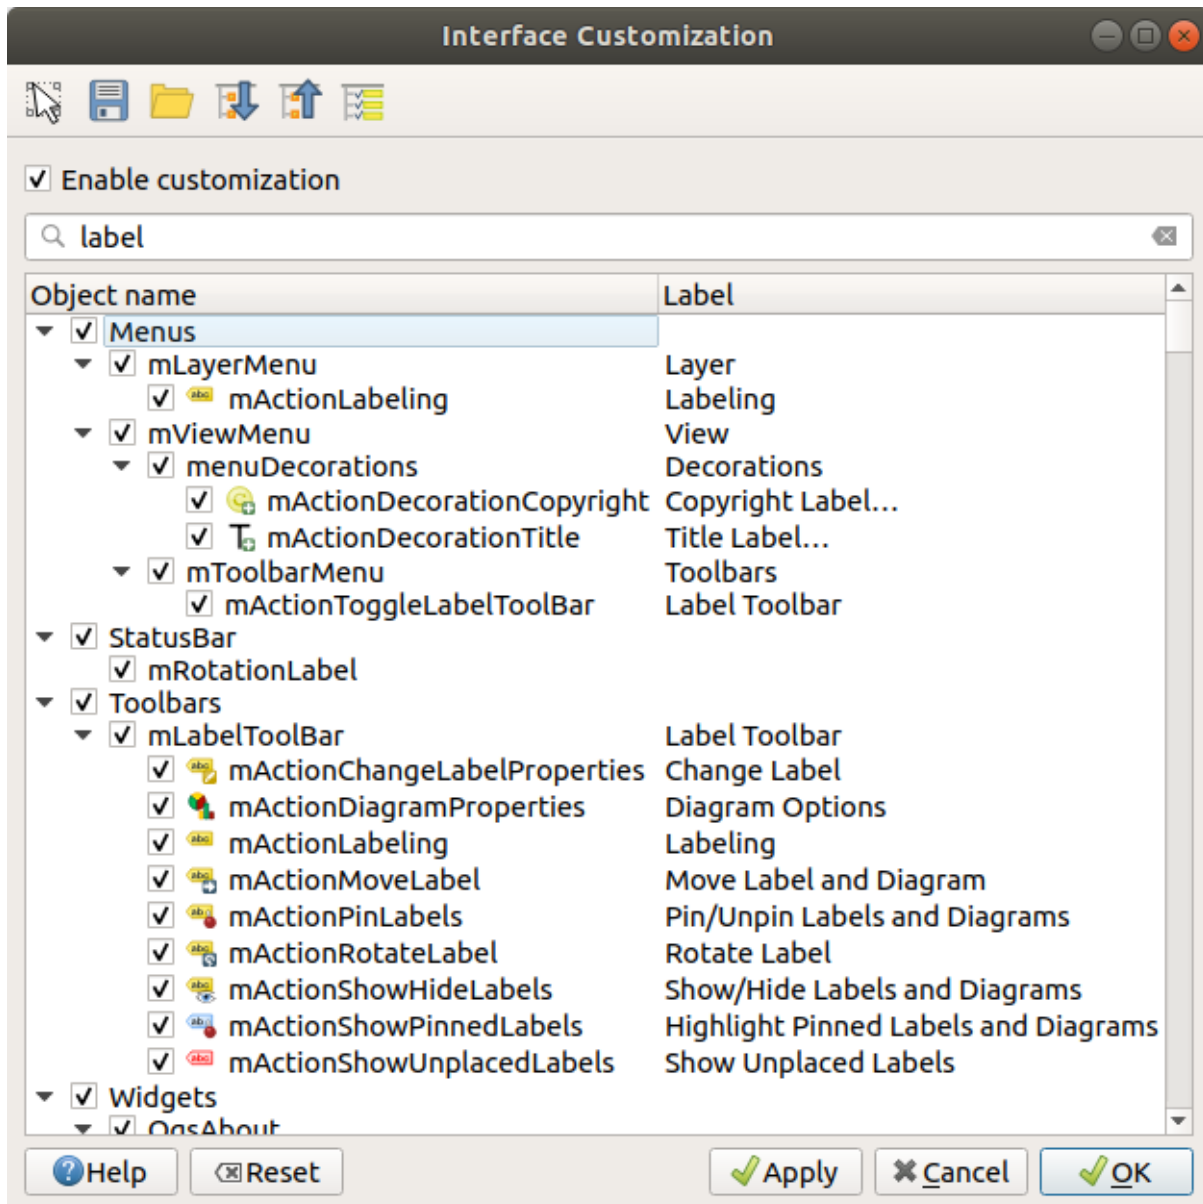 Interface Customization
Enable customization
label
Object name Label
Menus
mLayerMenu Layer
mActionLabeling Labeling
mViewMenu View
menuDecorations Decorations
mActionDecorationCopyright Copyright Label…
mActionDecorationTitle Title Label…
mToolbarMenu Toolbars
mActionToggleLabelToolBar Label Toolbar
StatusBar
mRotationLabel
Toolbars
mLabelToolBar Label Toolbar
mActionChangeLabelProperties Change Label
mActionDiagramProperties Diagram Options
mActionLabeling Labeling
mActionMoveLabel Move Label and Diagram
mActionPinLabels Pin/Unpin Labels and Diagrams
mActionRotateLabel Rotate Label
mActionShowHideLabels Show/Hide Labels and Diagrams
mActionShowPinnedLabels Highlight Pinned Labels and Diagrams
mActionShowUnplacedLabels Show Unplaced Labels
Widgets
QgsAbout
Help Reset Apply Cancel OK